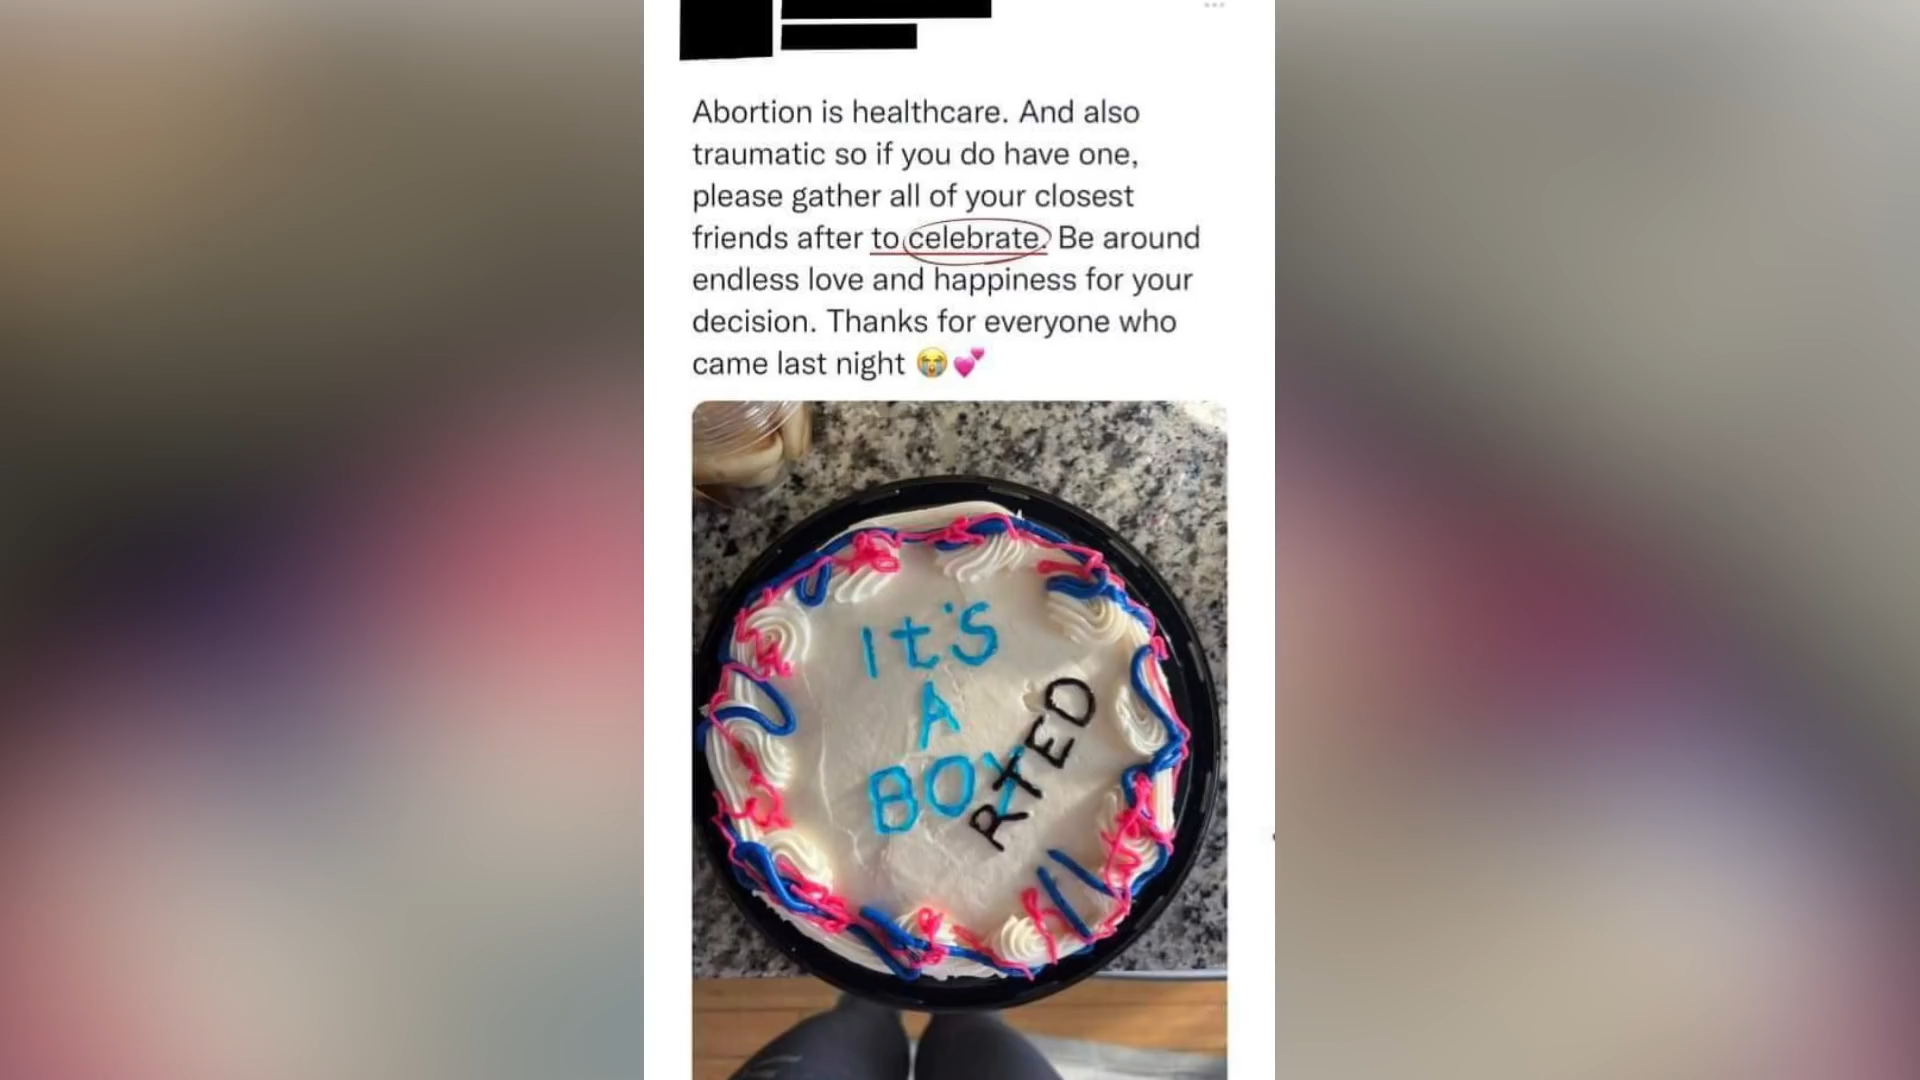 Abortion is healthcare. And also
traumatic so if you do have one,
please gather all of your closest
friends after to celebrate. Be around
endless love and happiness for your
decision. Thanks for everyone who
came last night 😭💕
It's
A
BOY
RTED